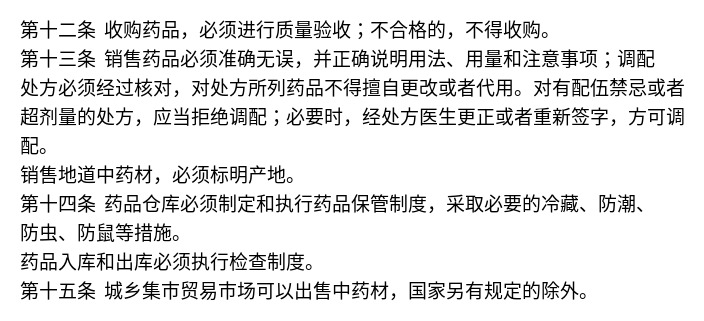 第十二条 收购药品，必须进行质量验收；不合格的，不得收购。
第十三条 销售药品必须准确无误，并正确说明用法、用量和注意事项；调配
处方必须经过核对，对处方所列药品不得擅自更改或者代用。对有配伍禁忌或者
超剂量的处方，应当拒绝调配；必要时，经处方医生更正或者重新签字，方可调
配。
销售地道中药材，必须标明产地。
第十四条 药品仓库必须制定和执行药品保管制度，采取必要的冷藏、防潮、
防虫、防鼠等措施。
药品入库和出库必须执行检查制度。
第十五条 城乡集市贸易市场可以出售中药材，国家另有规定的除外。